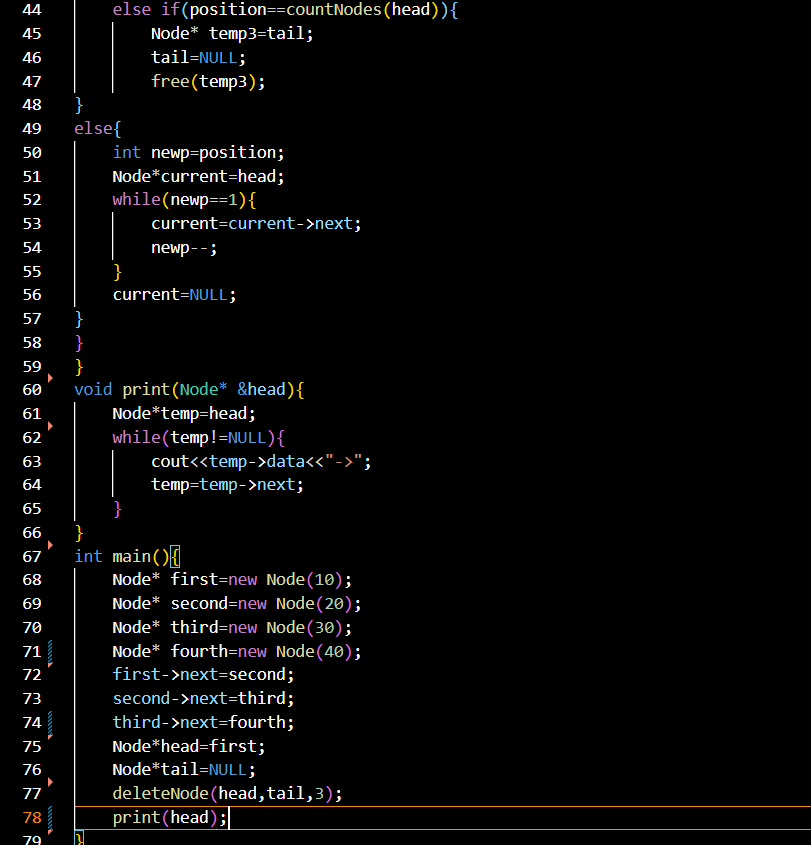 44 else if(position==countNodes(head)){
45 Node* temp3=tail;
46 tail=NULL;
47 free(temp3);
48 }
49 else{
50 int newp=position;
51 Node*current=head;
52 while(newp==1){
53 current=current->next;
54 newp--;
55 }
56 current=NULL;
57 }
58 }
59 }
60 void print(Node* &head){
61 Node*temp=head;
62 while(temp!=NULL){
63 cout<<temp->data<<"->";
64 temp=temp->next;
65 }
66 }
67 int main(){
68 Node* first=new Node(10);
69 Node* second=new Node(20);
70 Node* third=new Node(30);
71 Node* fourth=new Node(40);
72 first->next=second;
73 second->next=third;
74 third->next=fourth;
75 Node*head=first;
76 Node*tail=NULL;
77 deleteNode(head,tail,3);
78 print(head);
79 }